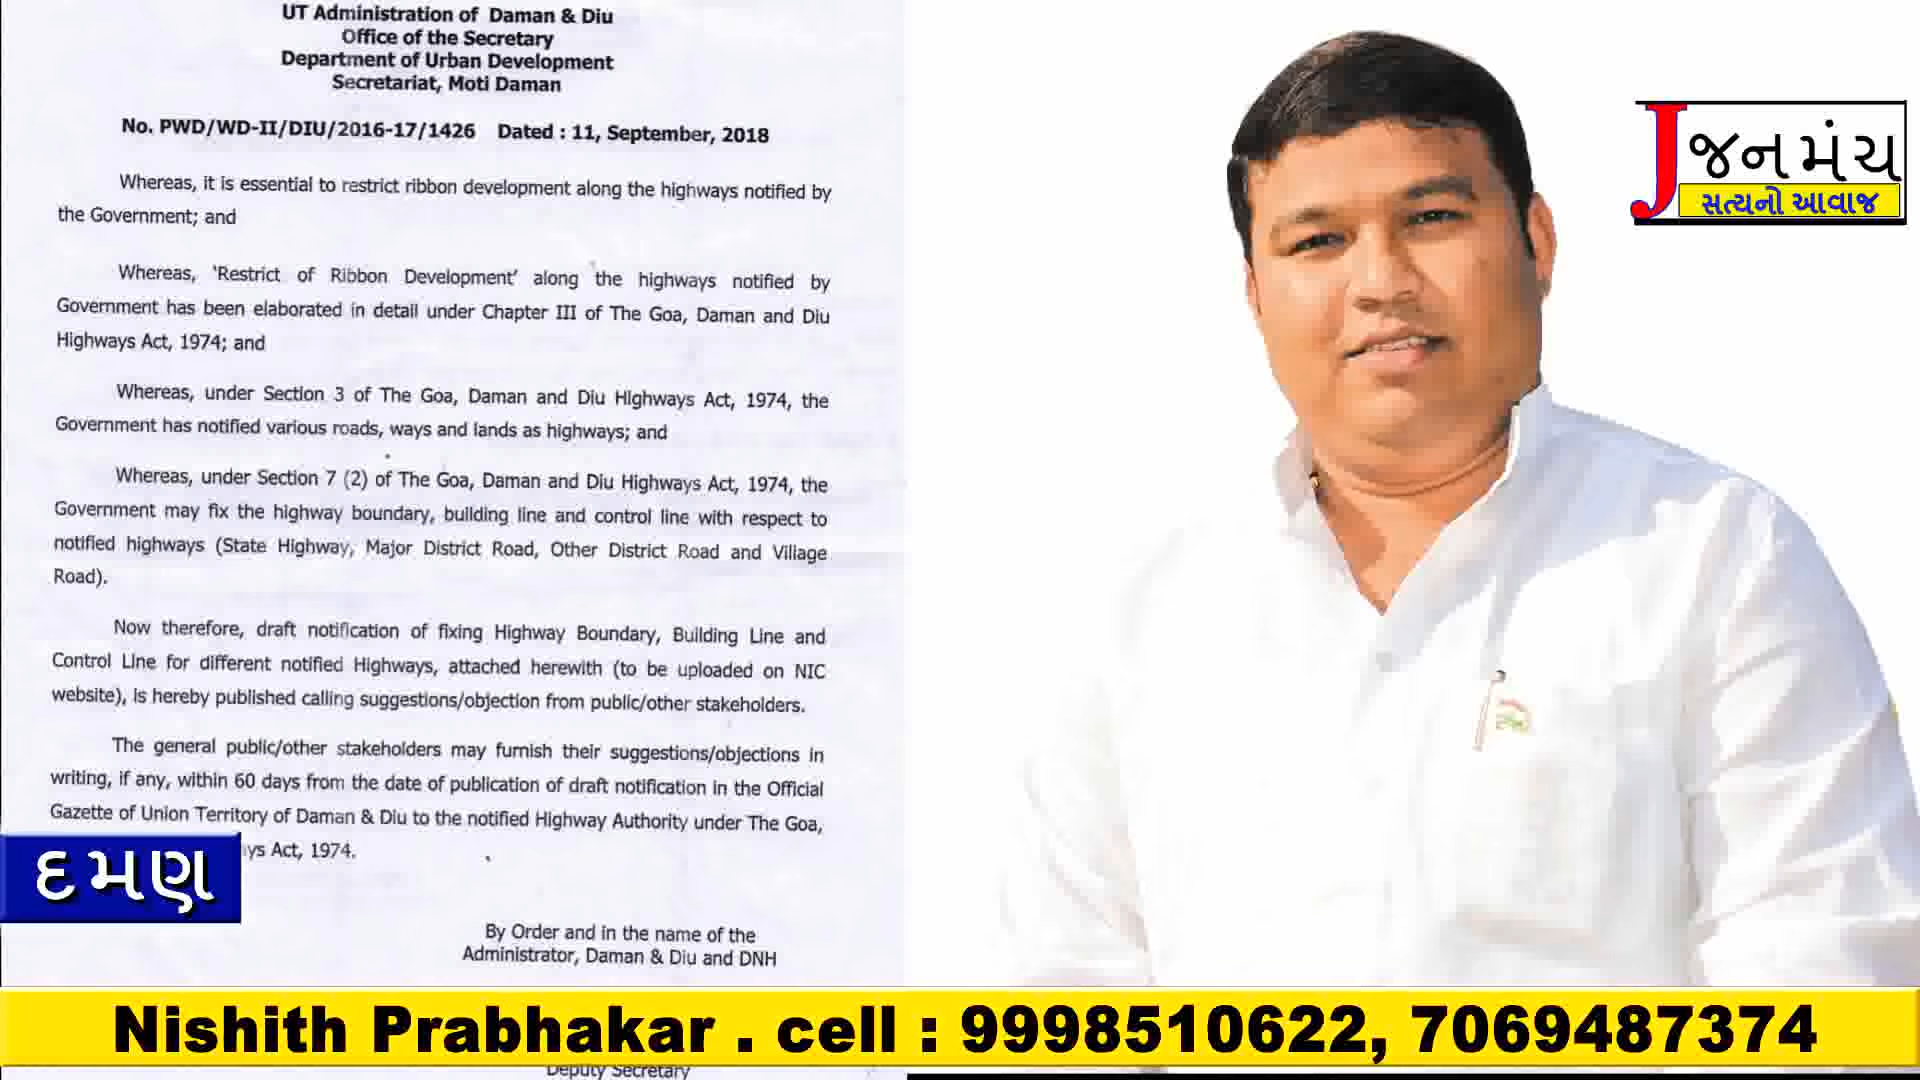 UT Administration of Daman & Diu
Office of the Secretary
Department of Urban Development
Secretariat, Moti Daman
No. PWD/WD-II/DIU/2016-17/1426 Dated : 11, September, 2018
Whereas, it is essential to restrict ribbon development along the highways notified by
the Government; and
Whereas, ‘Restrict of Ribbon Development’ along the highways notified by
Government has been elaborated in detail under Chapter III of The Goa, Daman and Diu
Highways Act, 1974; and
Whereas, under Section 3 of The Goa, Daman and Diu Highways Act, 1974, the
Government has notified various roads, ways and lands as highways; and
Whereas, under Section 7 (2) of The Goa, Daman and Diu Highways Act, 1974, the
Government may fix the highway boundary, building line and control line with respect to
notified highways (State Highway, Major District Road, Other District Road and Village
Road).
Now therefore, draft notification of fixing Highway Boundary, Building Line and
Control Line for different notified Highways, attached herewith (to be uploaded on NIC
website), is hereby published calling suggestions/objection from public/other stakeholders.
The general public/other stakeholders may furnish their suggestions/objections in
writing, if any, within 60 days from the date of publication of draft notification in the Official
Gazette of Union Territory of Daman & Diu to the notified Highway Authority under The Goa,
ys Act, 1974.
દમણ
By Order and in the name of the
Administrator, Daman & Diu and DNH
Nishith Prabhakar . cell : 9998510622, 7069487374
Deputy Secretary
J જનમંચ
સત્યનો આવાજ